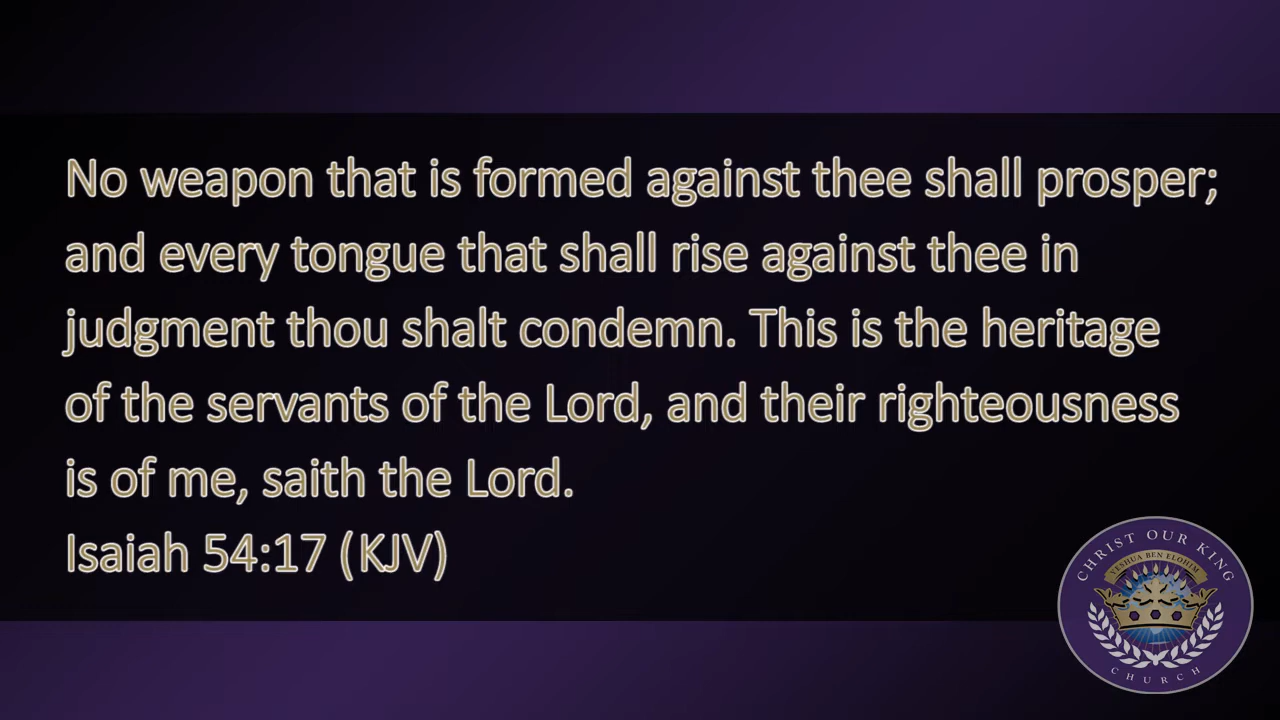 No weapon that is formed against thee shall prosper;
and every tongue that shall rise against thee in
judgment thou shalt condemn. This is the heritage
of the servants of the Lord, and their righteousness
is of me, saith the Lord.
Isaiah 54:17 (KJV)
CHRIST OUR KING
YESHUA BEN ELOHIM
CHURCH